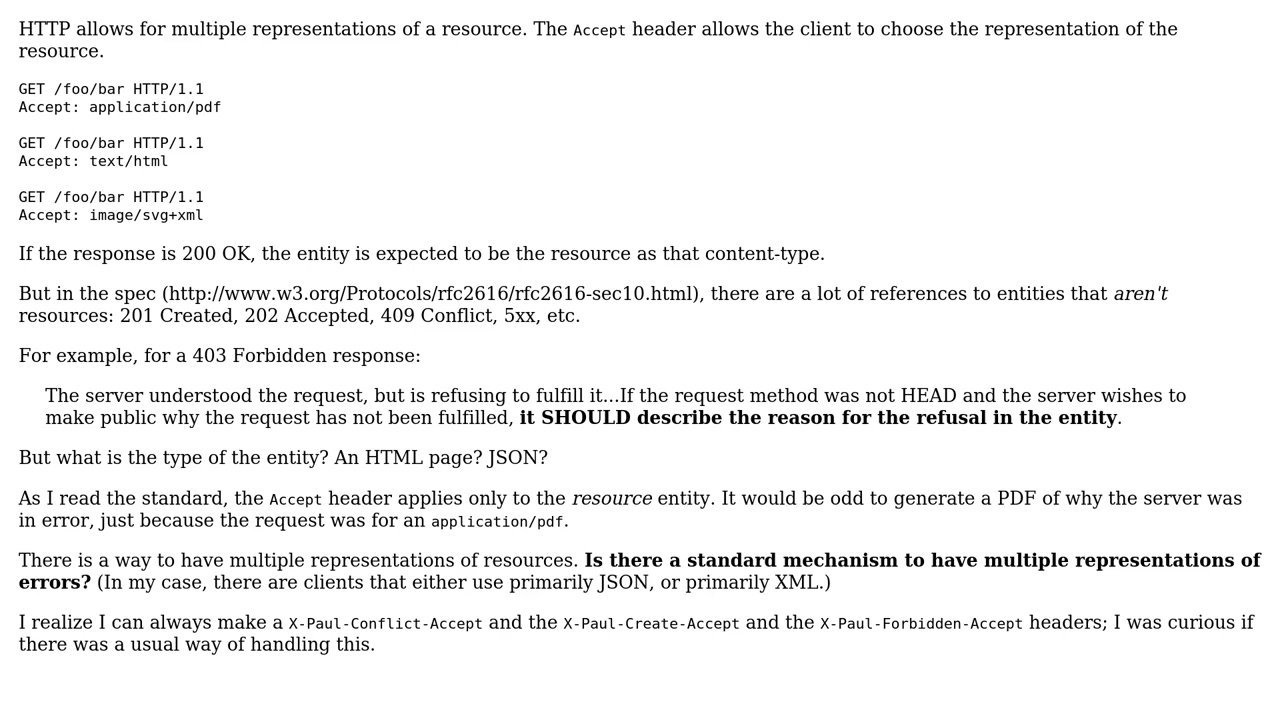 HTTP allows for multiple representations of a resource. The Accept header allows the client to choose the representation of the
resource.
GET /foo/bar HTTP/1.1
Accept: application/pdf
GET /foo/bar HTTP/1.1
Accept: text/html
GET /foo/bar HTTP/1.1
Accept: image/svg+xml
If the response is 200 OK, the entity is expected to be the resource as that content-type.
But in the spec (http://www.w3.org/Protocols/rfc2616/rfc2616-sec10.html), there are a lot of references to entities that aren't
resources: 201 Created, 202 Accepted, 409 Conflict, 5xx, etc.
For example, for a 403 Forbidden response:
The server understood the request, but is refusing to fulfill it...If the request method was not HEAD and the server wishes to
make public why the request has not been fulfilled, it SHOULD describe the reason for the refusal in the entity.
But what is the type of the entity? An HTML page? JSON?
As I read the standard, the Accept header applies only to the resource entity. It would be odd to generate a PDF of why the server was
in error, just because the request was for an application/pdf.
There is a way to have multiple representations of resources. Is there a standard mechanism to have multiple representations of
errors? (In my case, there are clients that either use primarily JSON, or primarily XML.)
I realize I can always make a X-Paul-Conflict-Accept and the X-Paul-Create-Accept and the X-Paul-Forbidden-Accept headers; I was curious if
there was a usual way of handling this.